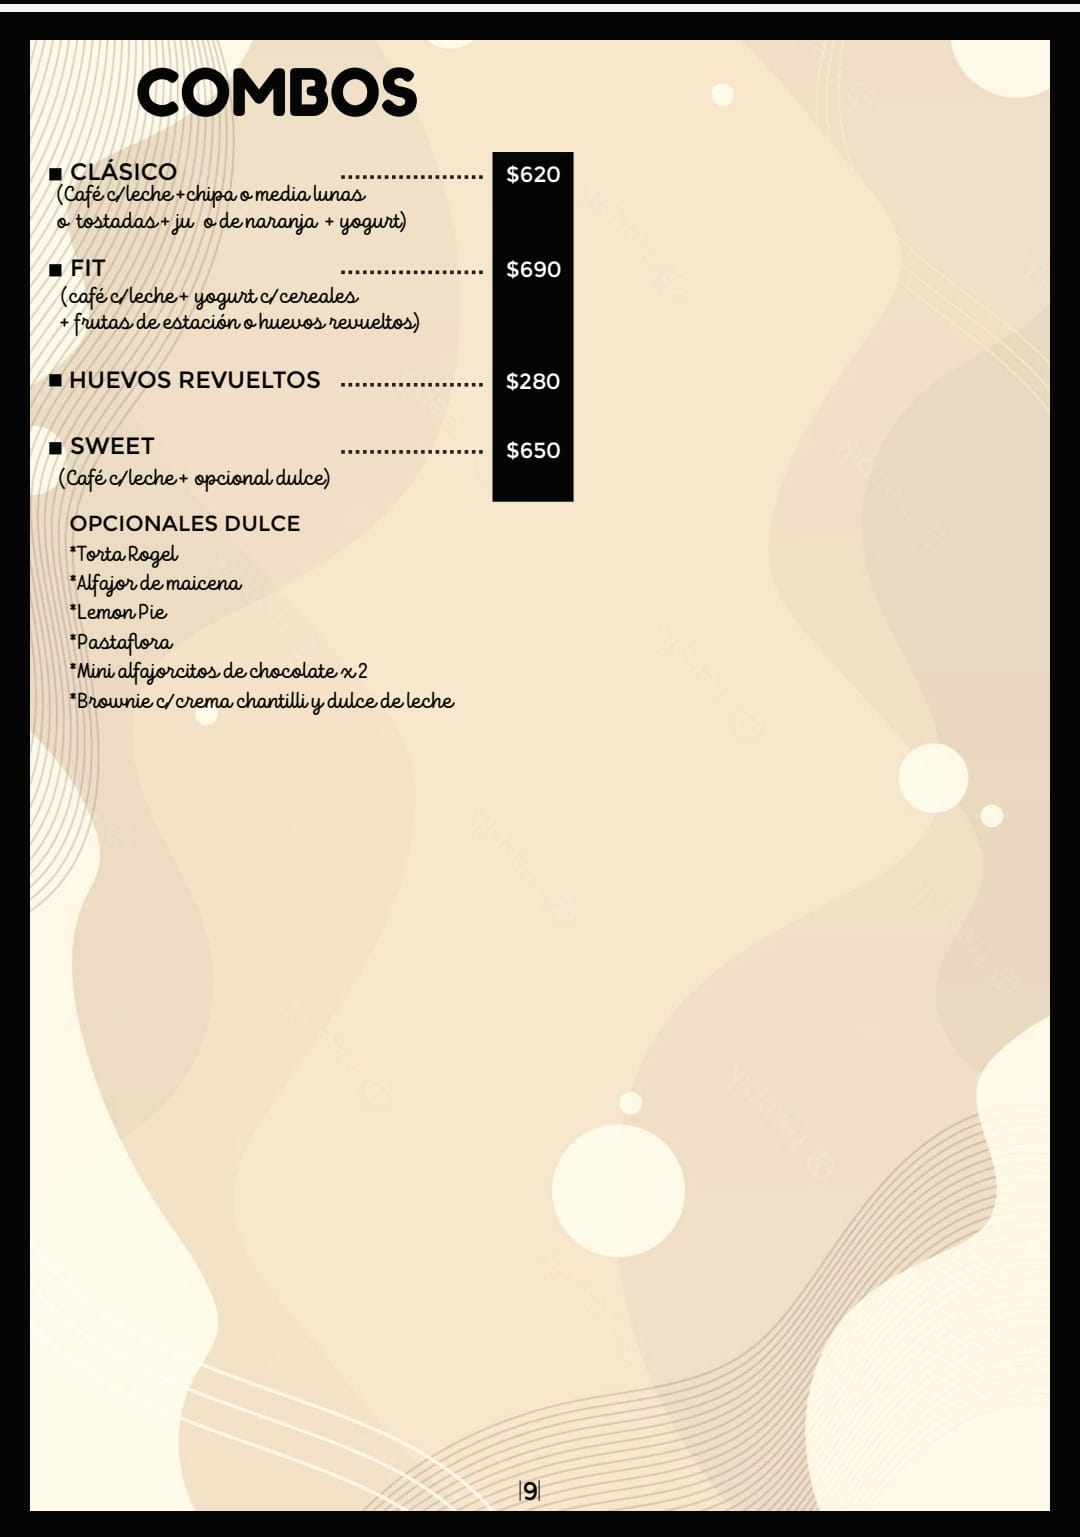 COMBOS
■ CLÁSICO .................... $620
(Café c/leche +chipa o media lunas
o tostadas + ju o de naranja + yogurt)
■ FIT .................... $690
(café c/leche + yogurt c/cereales
+ frutas de estación o huevos revueltos)
■ HUEVOS REVUELTOS .................... $280
■ SWEET .................... $650
(Café c/leche + opcional dulce)
OPCIONALES DULCE
*Torta Rogel
*Alfajor de maicena
*Lemon Pie
*Pastaflora
*Mini alfajorcitos de chocolate x 2
*Brownie c/crema chantilli y dulce de leche
freepik
|9|